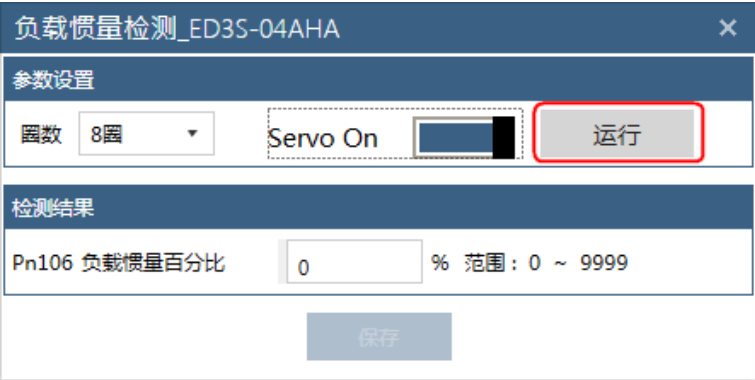 负载惯量检测_ED3S-04AHA
参数设置
圈数 8圈 Servo On 运行
检测结果
Pn106 负载惯量百分比 0 % 范围：0 ~ 9999
保存